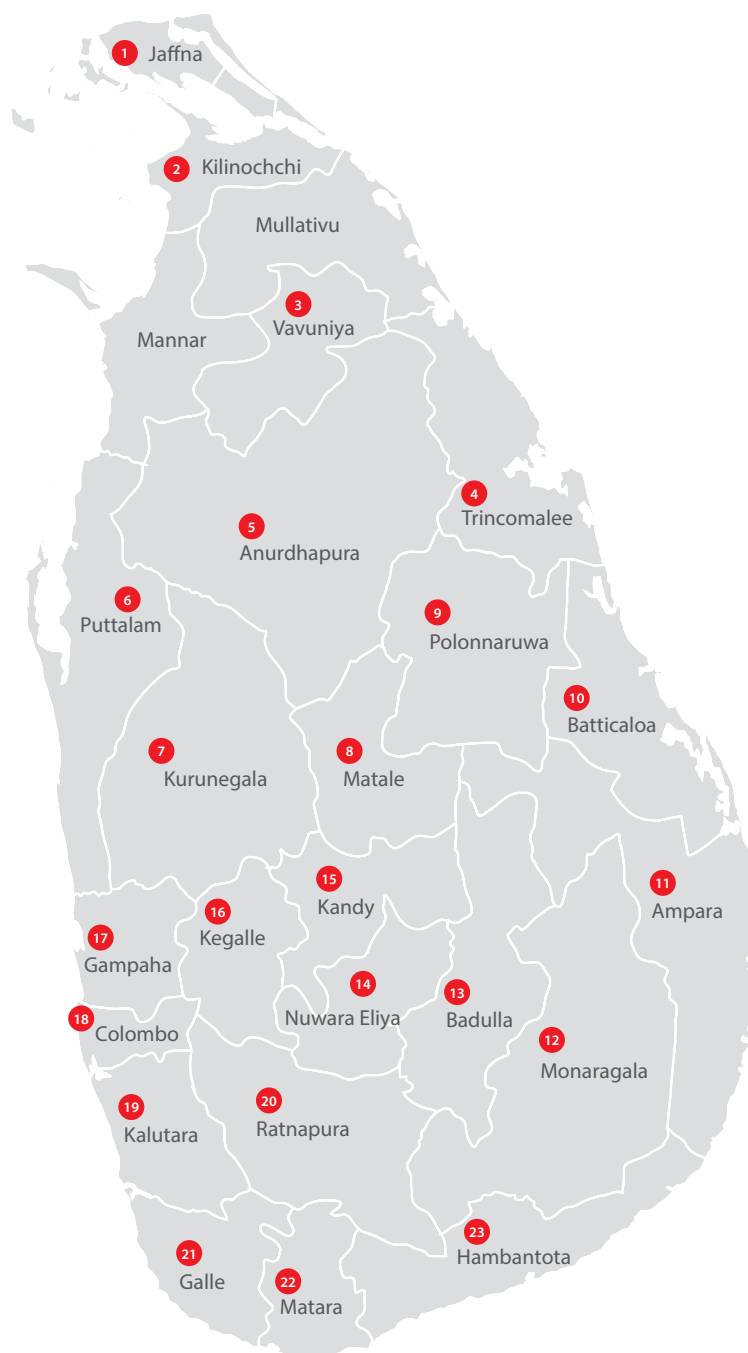 1 Jaffna
2 Kilinochchi
Mullativu
3
Vavuniya
Mannar
4
Trincomalee
5
Anurdhapura
6
Puttalam
9
Polonnaruwa
10
Batticaloa
7
Kurunegala
8
Matale
15
Kandy
11
Ampara
16
Kegalle
17
Gampaha
14
Nuwara Eliya
13
Badulla
18
Colombo
12
Monaragala
20
Ratnapura
19
Kalutara
23
Hambantota
21
Galle
22
Matara